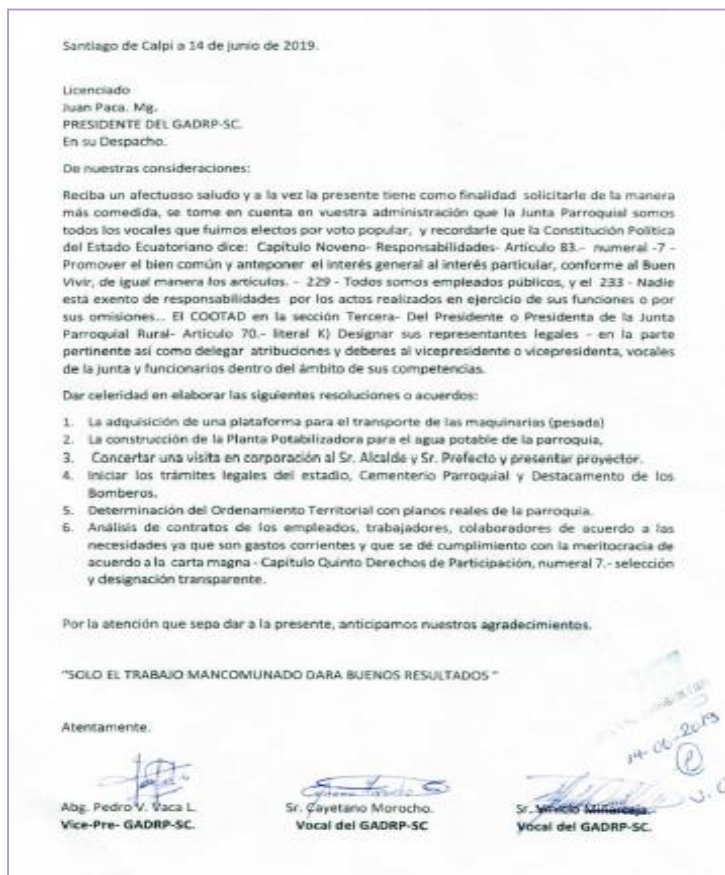 Santiago de Calpi a 14 de junio de 2019.
Licenciado
Juan Paca. Mg.
PRESIDENTE DEL GADRP-SC.
En su Despacho.
De nuestras consideraciones:
Reciba un afectuoso saludo y a la vez la presente tiene como finalidad solicitarle de la manera
más comedida, se tome en cuenta en vuestra administración que la Junta Parroquial somos
todos los vocales que fuimos electos por voto popular, y recordarle que la Constitución Política
del Estado Ecuatoriano dice: Capítulo Noveno- Responsabilidades- Artículo 83.- numeral -7 -
Promover el bien común y anteponer el interés general al interés particular, conforme al Buen
Vivir, de igual manera los artículos. - 229 - Todos somos empleados públicos, y el 233 - Nadie
está exento de responsabilidades por los actos realizados en ejercicio de sus funciones o por
sus omisiones... El COOTAD en la sección Tercera- Del Presidente o Presidenta de la Junta
Parroquial Rural- Articulo 70.- literal K) Designar sus representantes legales - en la parte
pertinente así como delegar atribuciones y deberes al vicepresidente o vicepresidenta, vocales
de la junta y funcionarios dentro del ámbito de sus competencias.
Dar celeridad en elaborar las siguientes resoluciones o acuerdos:
1. La adquisición de una plataforma para el transporte de las maquinarias (pesada)
2. La construcción de la Planta Potabilizadora para el agua potable de la parroquia,
3. Concertar una visita en corporación al Sr. Alcalde y Sr. Prefecto y presentar proyector.
4. Iniciar los trámites legales del estadio, Cementerio Parroquial y Destacamento de los
Bomberos.
5. Determinación del Ordenamiento Territorial con planos reales de la parroquia.
6. Análisis de contratos de los empleados, trabajadores, colaboradores de acuerdo a las
necesidades ya que son gastos corrientes y que se dé cumplimiento con la meritocracia de
acuerdo a la carta magna - Capítulo Quinto Derechos de Participación, numeral 7.- selección
y designación transparente.
Por la atención que sepa dar a la presente, anticipamos nuestros agradecimientos.
"SOLO EL TRABAJO MANCOMUNADO DARA BUENOS RESULTADOS "
Atentamente.
14-06-2019
Abg. Pedro V. Vaca L.
Vice-Pre- GADRP-SC.
Sr. Cayetano Morocho.
Vocal del GADRP-SC
Sr. Vinicio Miñarcaja.
Vocal del GADRP-SC.